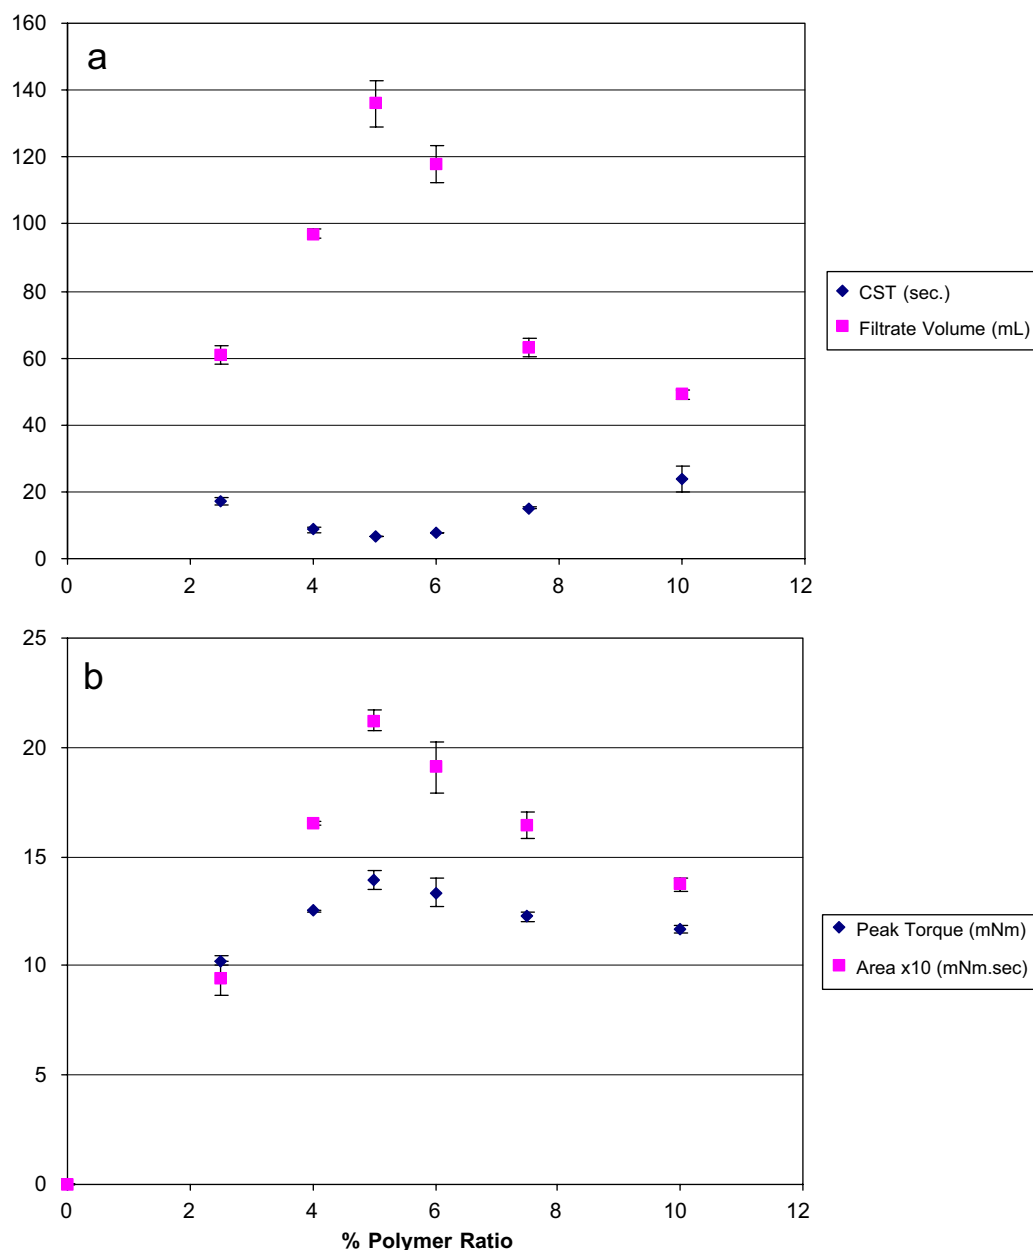 160
a
140
120
100
80
60
40
20
0
0 2 4 6 8 10 12
CST (sec.)
Filtrate Volume (mL)
25
b
20
15
10
5
0
0 2 4 6 8 10 12
% Polymer Ratio
Peak Torque (mNm)
Area x10 (mNm.sec)